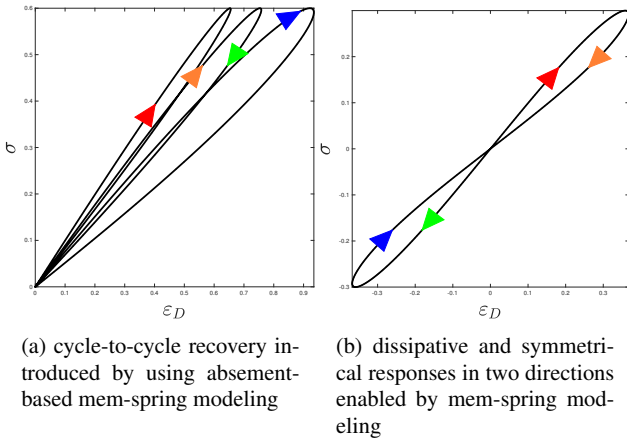 0.6
0.5
0.4
0.3
0.2
0.1
0
σ
0 0.1 0.2 0.3 0.4 0.5 0.6 0.7 0.8 0.9
ε_D
0.3
0.2
0.1
0
-0.1
-0.2
-0.3
σ
-0.3 -0.2 -0.1 0.0 0.1 0.2 0.3
ε_D
(a) cycle-to-cycle recovery in-
troduced by using absement-
based mem-spring modeling
(b) dissipative and symmetri-
cal responses in two directions
enabled by mem-spring mod-
eling